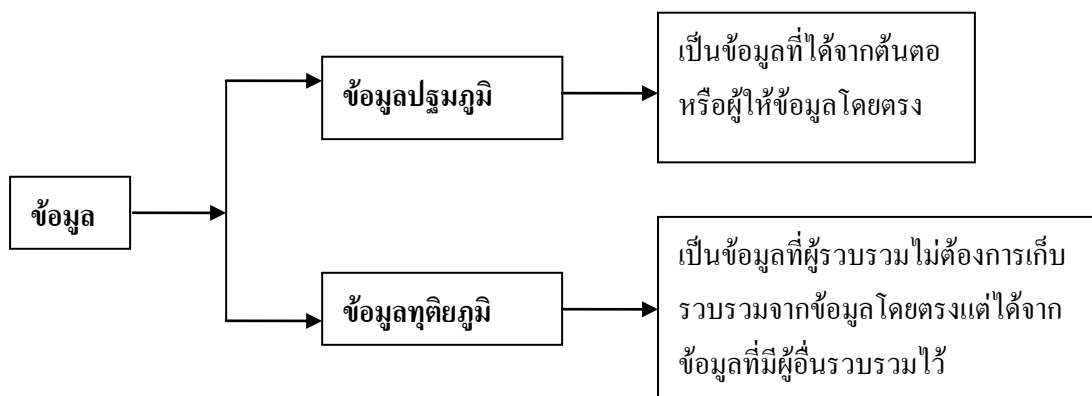 ข้อมูล
ข้อมูลปฐมภูมิ
เป็นข้อมูลที่ได้จากต้นตอ
หรือผู้ให้ข้อมูลโดยตรง
ข้อมูลทุติยภูมิ
เป็นข้อมูลที่ผู้รวบรวมไม่ต้องการเก็บ
รวบรวมจากข้อมูลโดยตรงแต่ได้จาก
ข้อมูลที่มีผู้อื่นรวบรวมไว้